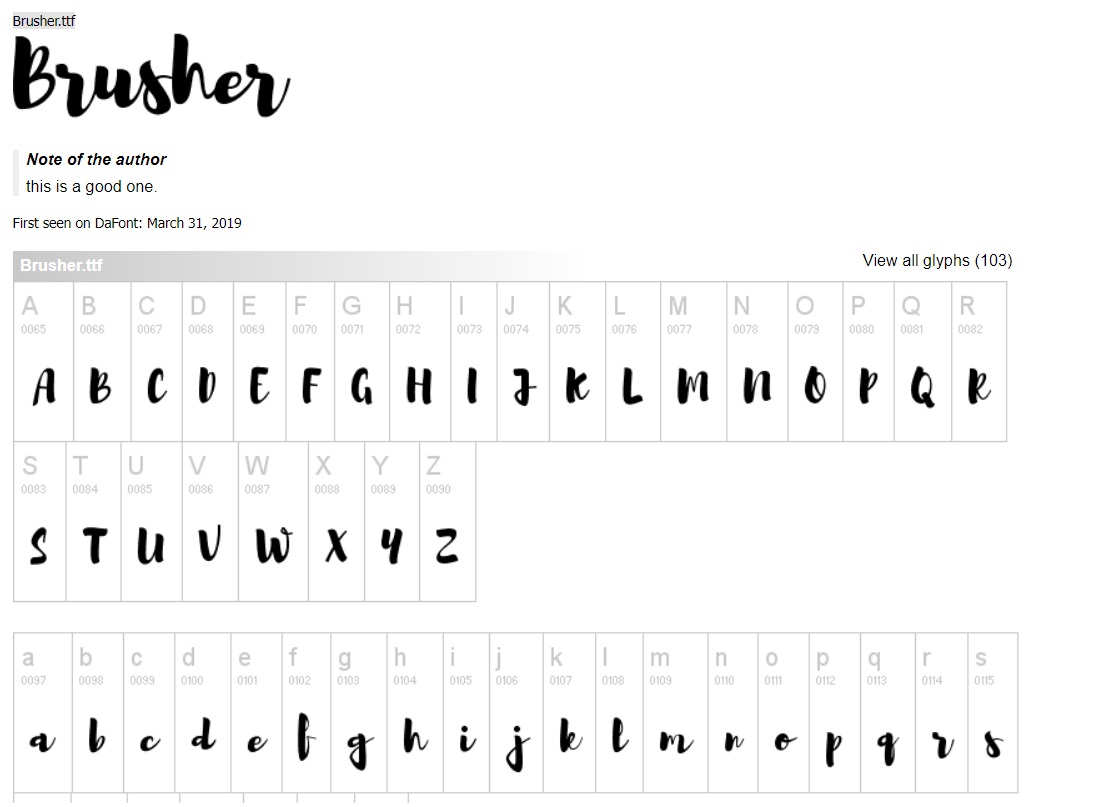 Brusher.ttf
Brusher
Note of the author
this is a good one.
First seen on DaFont: March 31, 2019
Brusher.ttf View all glyphs (103)
A B C D E F G H I J K L M N O P Q R
0065 0066 0067 0068 0069 0070 0071 0072 0073 0074 0075 0076 0077 0078 0079 0080 0081 0082
A B C D E F G H I J K L M N O P Q R
S T U V W X Y Z
0083 0084 0085 0086 0087 0088 0089 0090
S T U V W X Y Z
a b c d e f g h i j k l m n o p q r s
0097 0098 0099 0100 0101 0102 0103 0104 0105 0106 0107 0108 0109 0110 0111 0112 0113 0114 0115
a b c d e f g h i j k l m n o p q r s